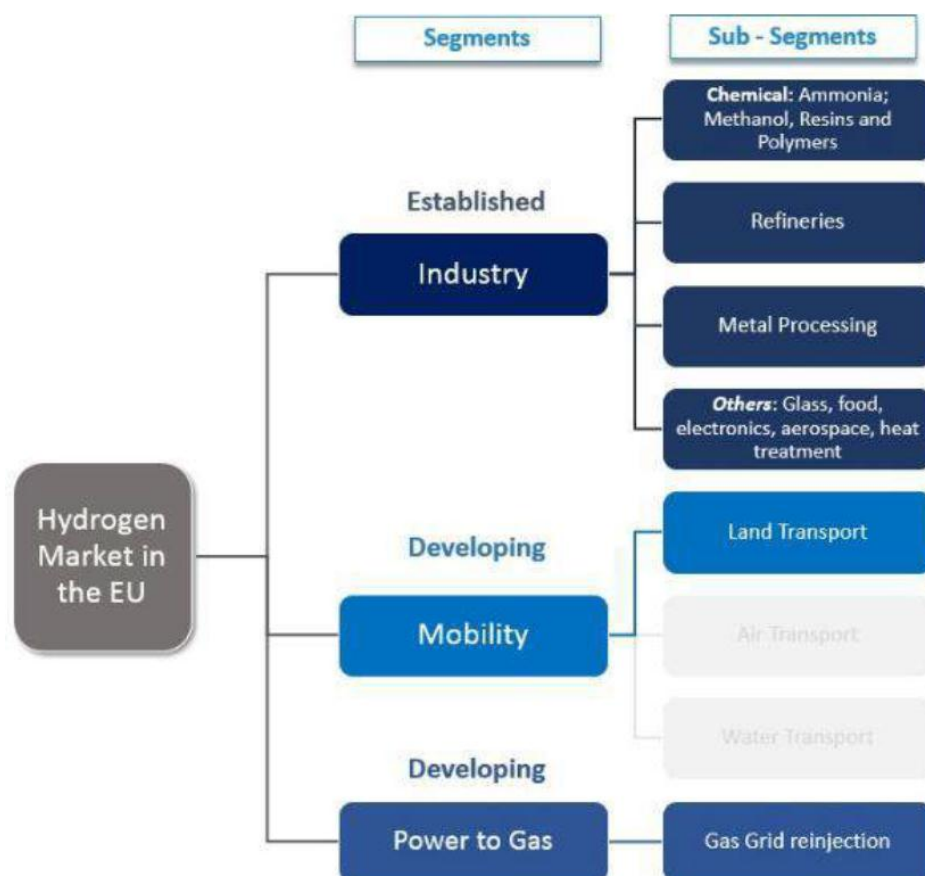 Segments
Sub - Segments
Chemical: Ammonia;
Methanol, Resins and
Polymers
Established
Refineries
Industry
Metal Processing
Others: Glass, food,
electronics, aerospace, heat
treatment
Hydrogen
Market in
the EU
Developing
Land Transport
Mobility
Air Transport
Water Transport
Developing
Power to Gas
Gas Grid reinjection